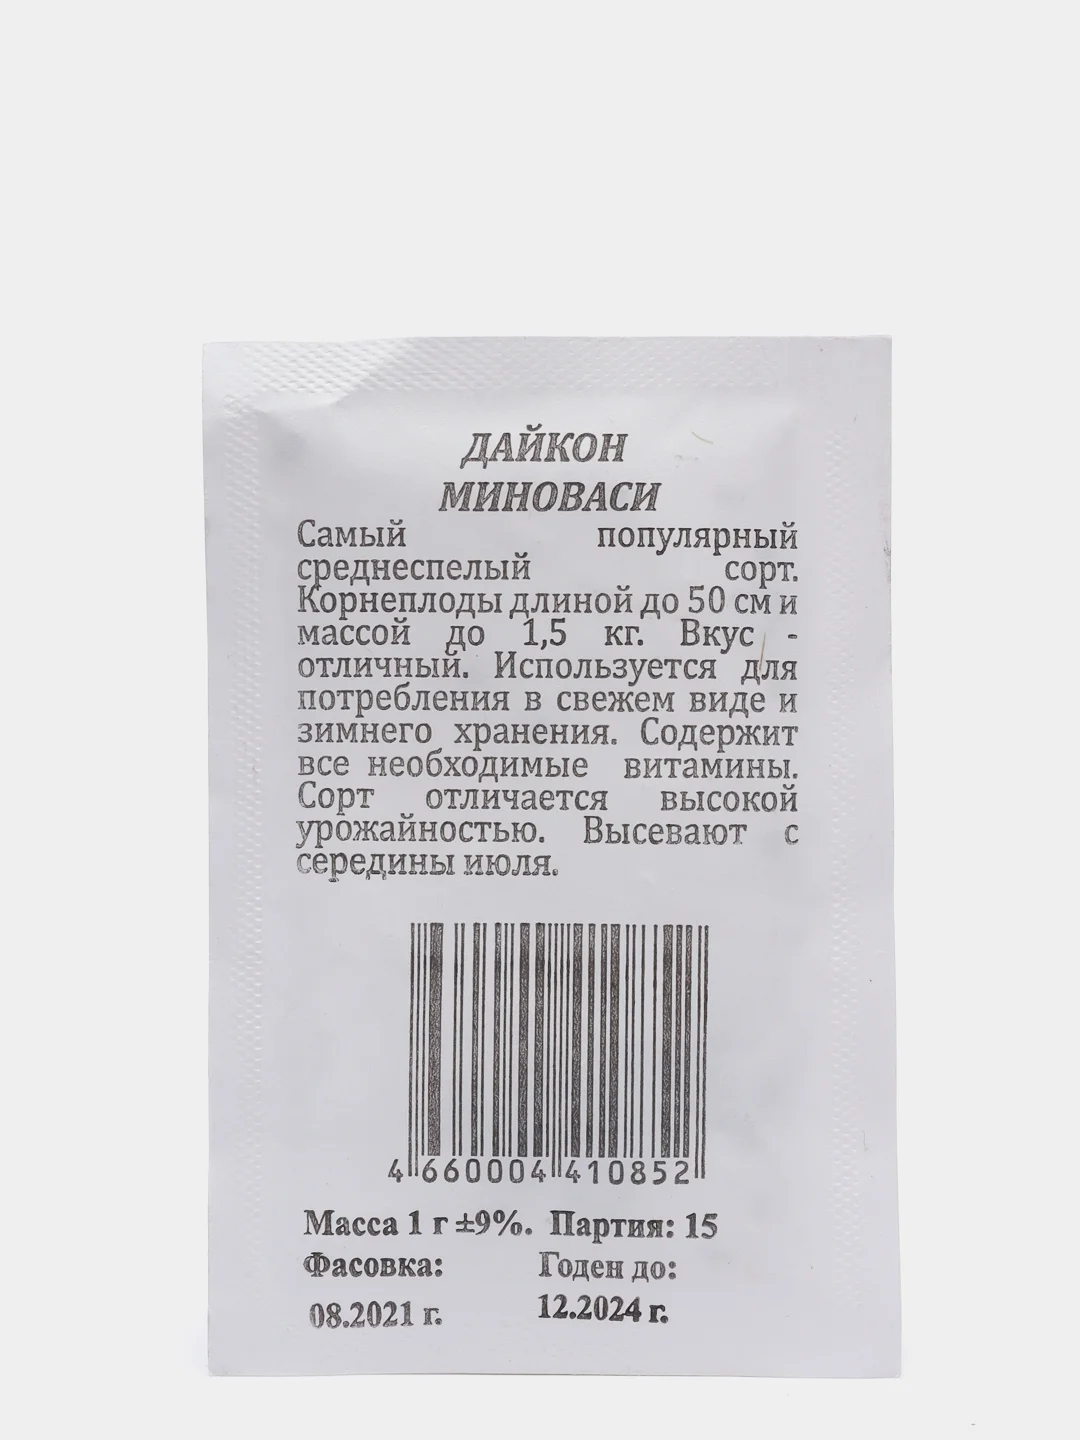 ДАЙКОН
МИНОВАСИ
Самый популярный
среднеспелый сорт.
Корнеплоды длиной до 50 см и
массой до 1,5 кг. Вкус -
отличный. Используется для
потребления в свежем виде и
зимнего хранения. Содержит
все необходимые витамины.
Сорт отличается высокой
урожайностью. Высевают с
середины июля.
4 660004 410852
Масса 1 г ±9%. Партия: 15
Фасовка: Годен до:
08.2021 г. 12.2024 г.